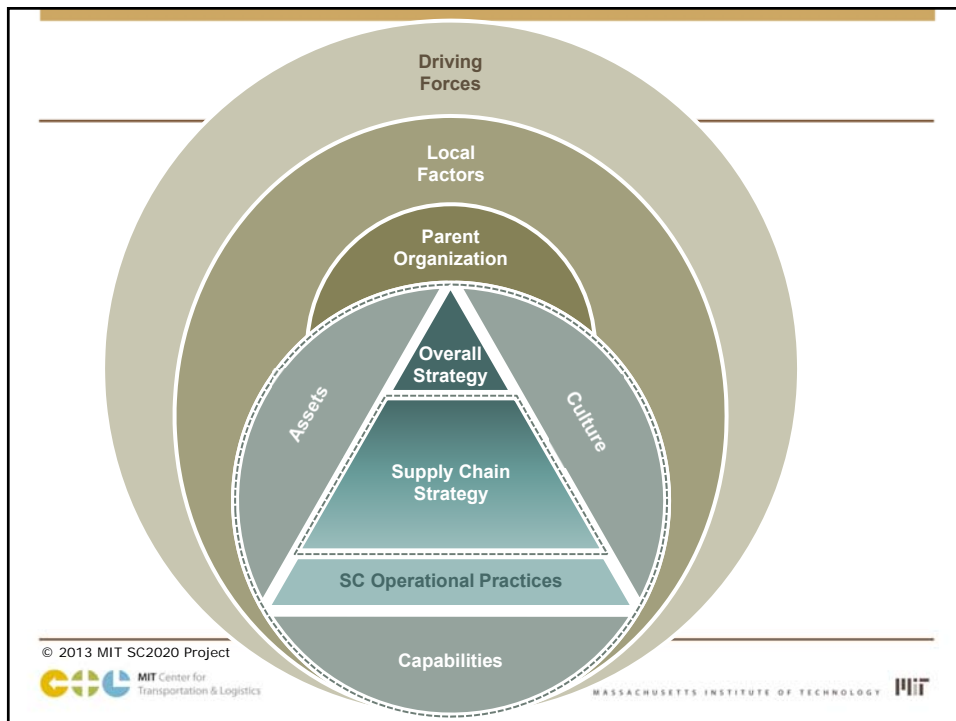 Driving
Forces
Local
Factors
Parent
Organization
Overall
Strategy
Assets
Culture
Supply Chain
Strategy
SC Operational Practices
Capabilities
© 2013 MIT SC2020 Project
MIT Center for
Transportation & Logistics
MASSACHUSETTS INSTITUTE OF TECHNOLOGY
MIT